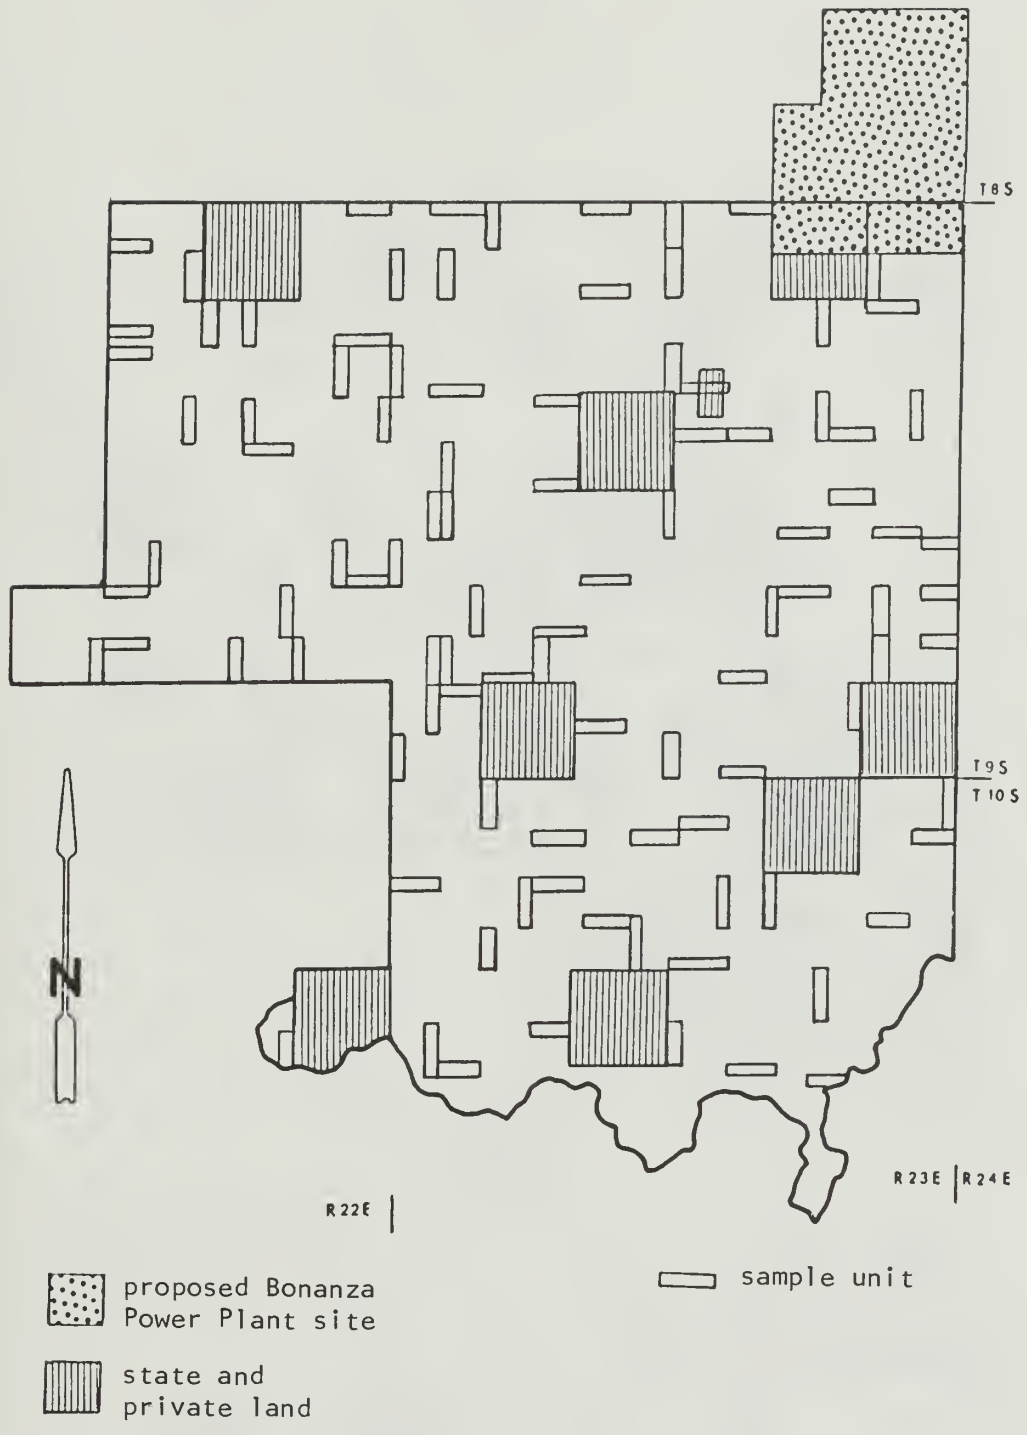 T8S
T9S
T10S
N
R23E R24E
R22E
proposed Bonanza
Power Plant site
sample unit
state and
private land